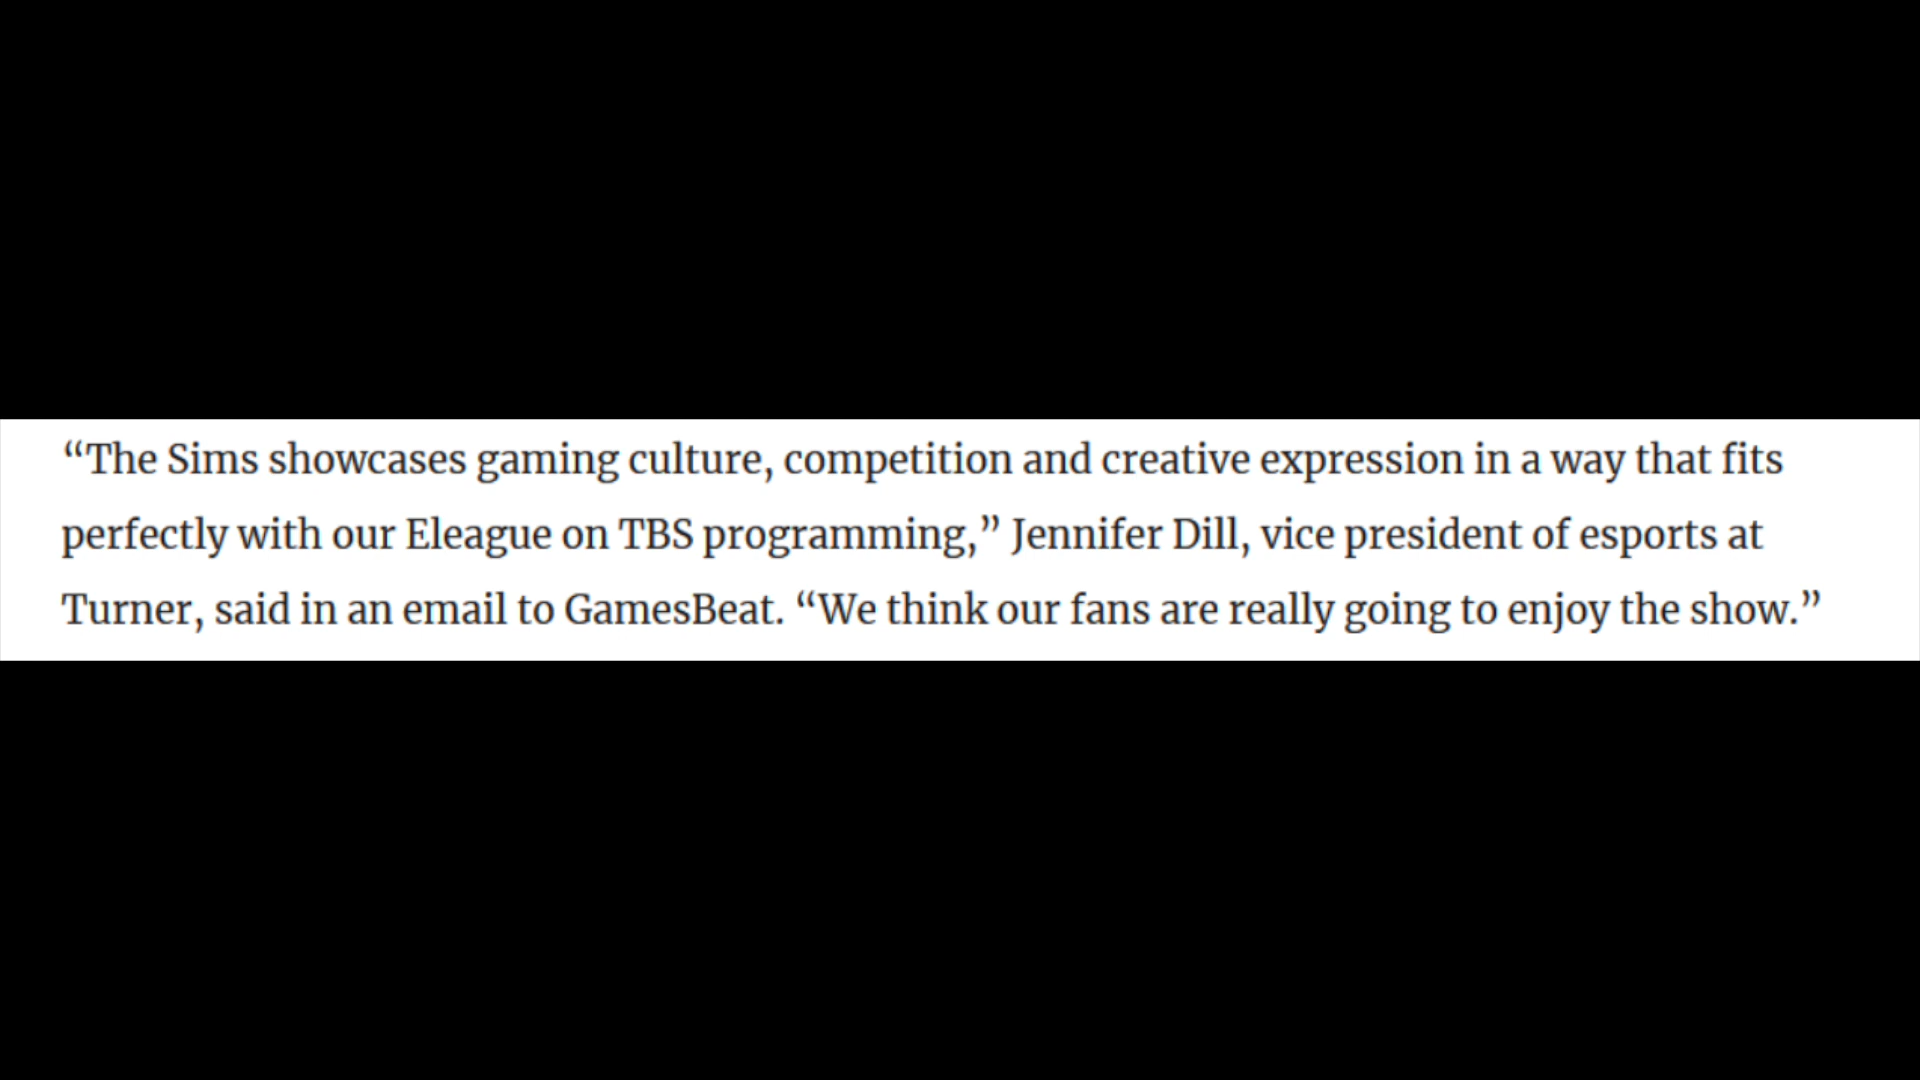 “The Sims showcases gaming culture, competition and creative expression in a way that fits
perfectly with our Eleague on TBS programming,” Jennifer Dill, vice president of esports at
Turner, said in an email to GamesBeat. “We think our fans are really going to enjoy the show.”